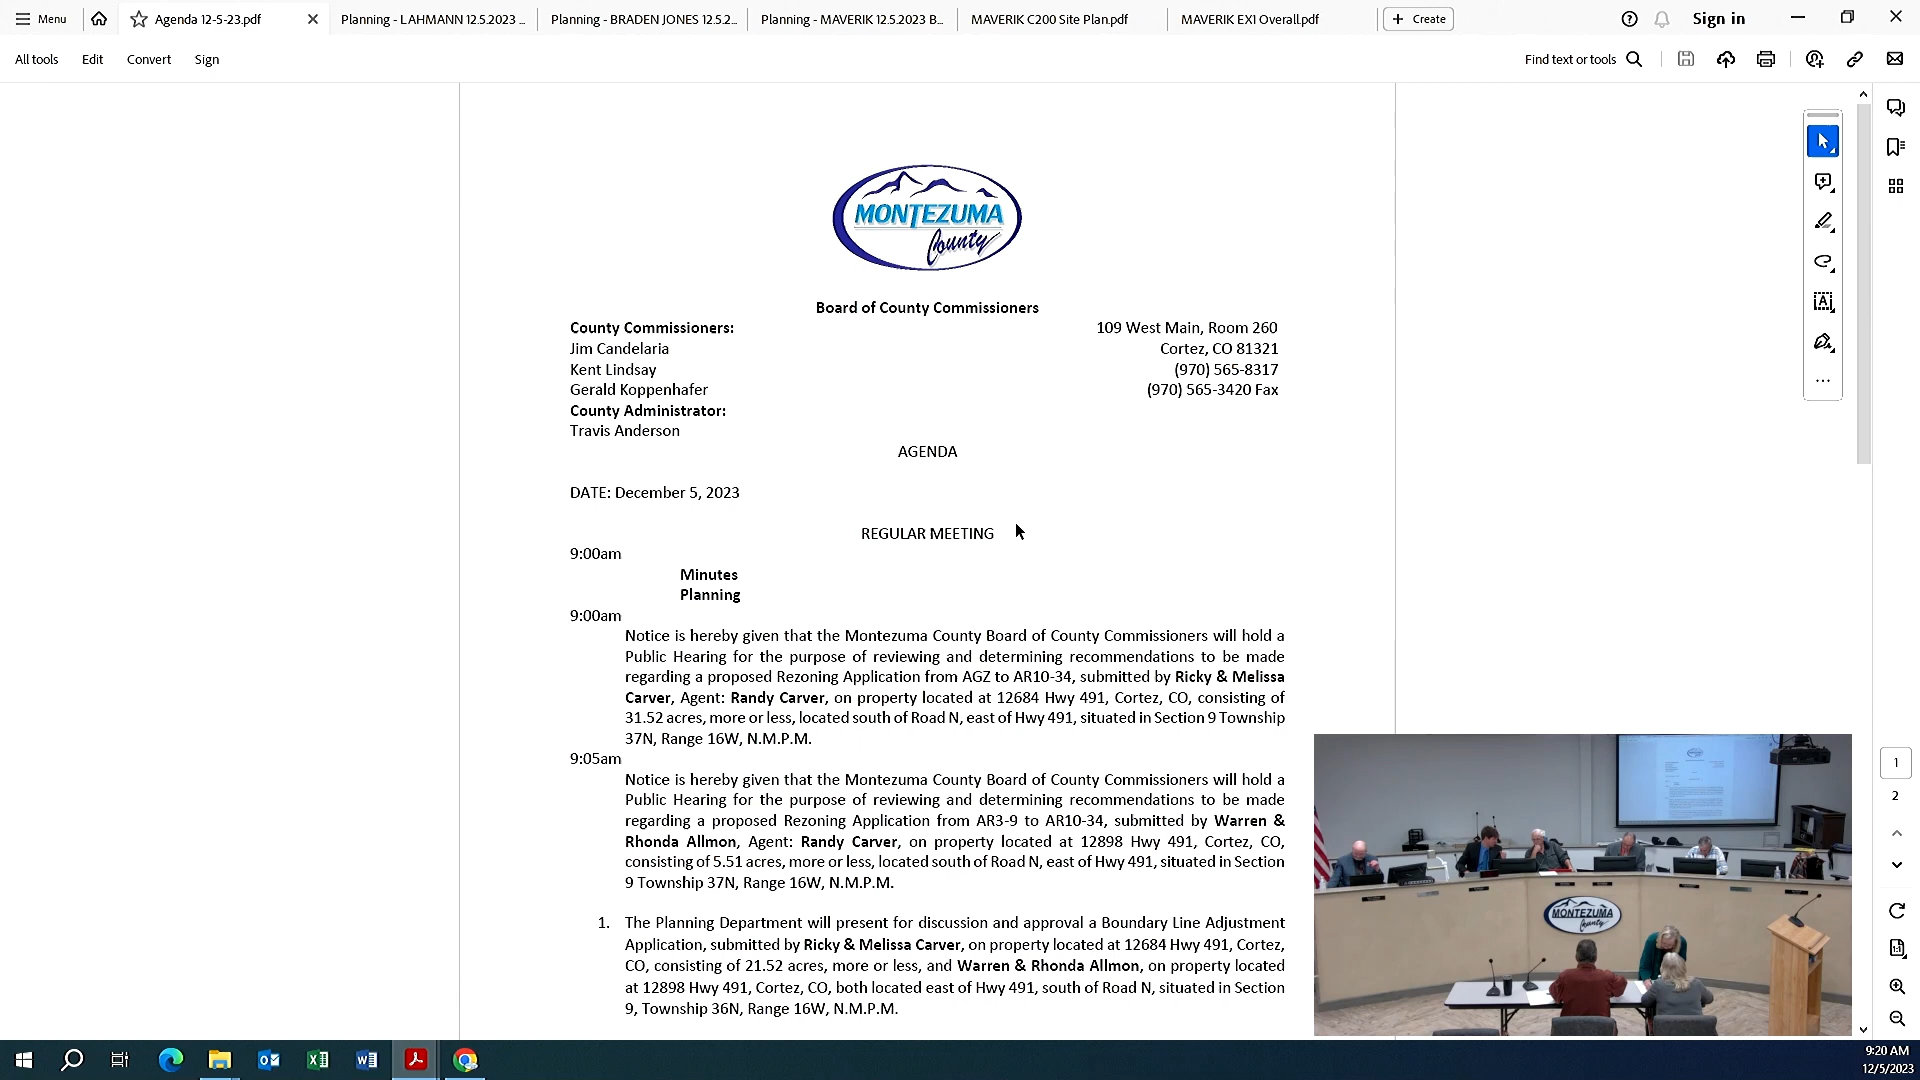 Menu
Agenda 12-5-23.pdf
Planning - LAHMANN 12.5.2023 ...
Planning - BRADEN JONES 12.5.2...
Planning - MAVERIK 12.5.2023 B...
MAVERIK C200 Site Plan.pdf
MAVERIK EXI Overall.pdf
Create
Sign in
All tools
Edit
Convert
Sign
Find text or tools
MONTEZUMA
County
Board of County Commissioners
County Commissioners:
109 West Main, Room 260
Jim Candelaria
Cortez, CO 81321
Kent Lindsay
(970) 565-8317
Gerald Koppenhafer
(970) 565-3420 Fax
County Administrator:
Travis Anderson
AGENDA
DATE: December 5, 2023
REGULAR MEETING
9:00am
Minutes
Planning
9:00am
Notice is hereby given that the Montezuma County Board of County Commissioners will hold a
Public Hearing for the purpose of reviewing and determining recommendations to be made
regarding a proposed Rezoning Application from AGZ to AR10-34, submitted by Ricky & Melissa
Carver, Agent: Randy Carver, on property located at 12684 Hwy 491, Cortez, CO, consisting of
31.52 acres, more or less, located south of Road N, east of Hwy 491, situated in Section 9 Township
37N, Range 16W, N.M.P.M.
9:05am
Notice is hereby given that the Montezuma County Board of County Commissioners will hold a
Public Hearing for the purpose of reviewing and determining recommendations to be made
regarding a proposed Rezoning Application from AR3-9 to AR10-34, submitted by Warren &
Rhonda Allmon, Agent: Randy Carver, on property located at 12898 Hwy 491, Cortez, CO,
consisting of 5.51 acres, more or less, located south of Road N, east of Hwy 491, situated in Section
9 Township 37N, Range 16W, N.M.P.M.
1. The Planning Department will present for discussion and approval a Boundary Line Adjustment
Application, submitted by Ricky & Melissa Carver, on property located at 12684 Hwy 491, Cortez,
CO, consisting of 21.52 acres, more or less, and Warren & Rhonda Allmon, on property located
at 12898 Hwy 491, Cortez, CO, both located east of Hwy 491, south of Road N, situated in Section
9, Township 36N, Range 16W, N.M.P.M.
1
2
MONTEZUMA
County
9:20 AM
12/5/2023